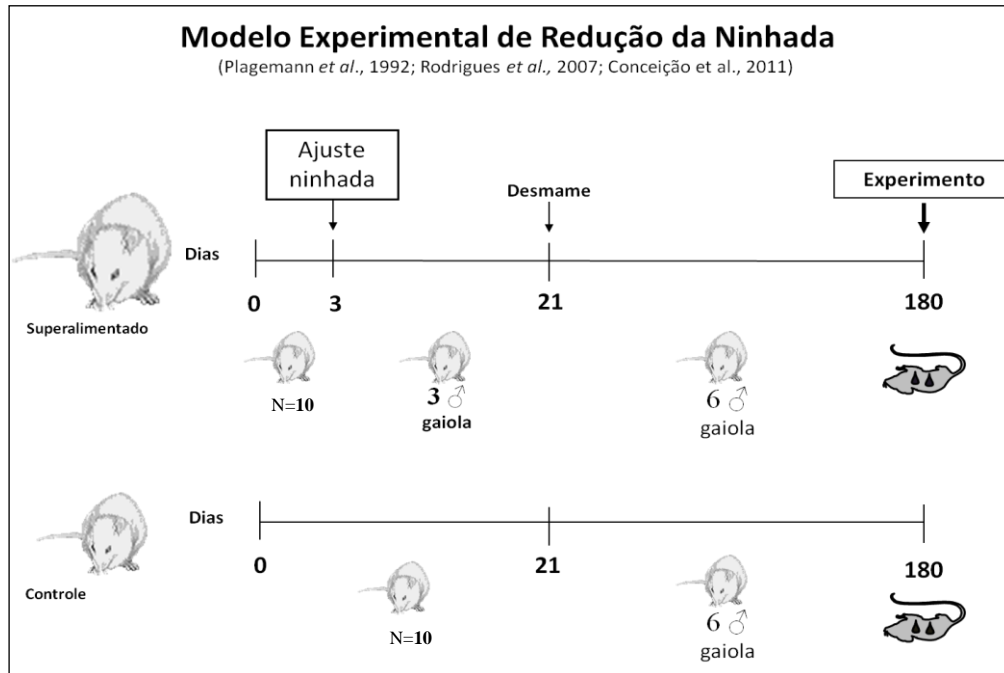 Modelo Experimental de Redução da Ninhada
(Plagemann et al., 1992; Rodrigues et al., 2007; Conceição et al., 2011)
Ajuste
ninhada
Desmame
Experimento
Dias
0 3 21 180
Superalimentado
N=10
3 ♂
gaiola
6 ♂
gaiola
Dias
0 21 180
Controle
N=10
6 ♂
gaiola